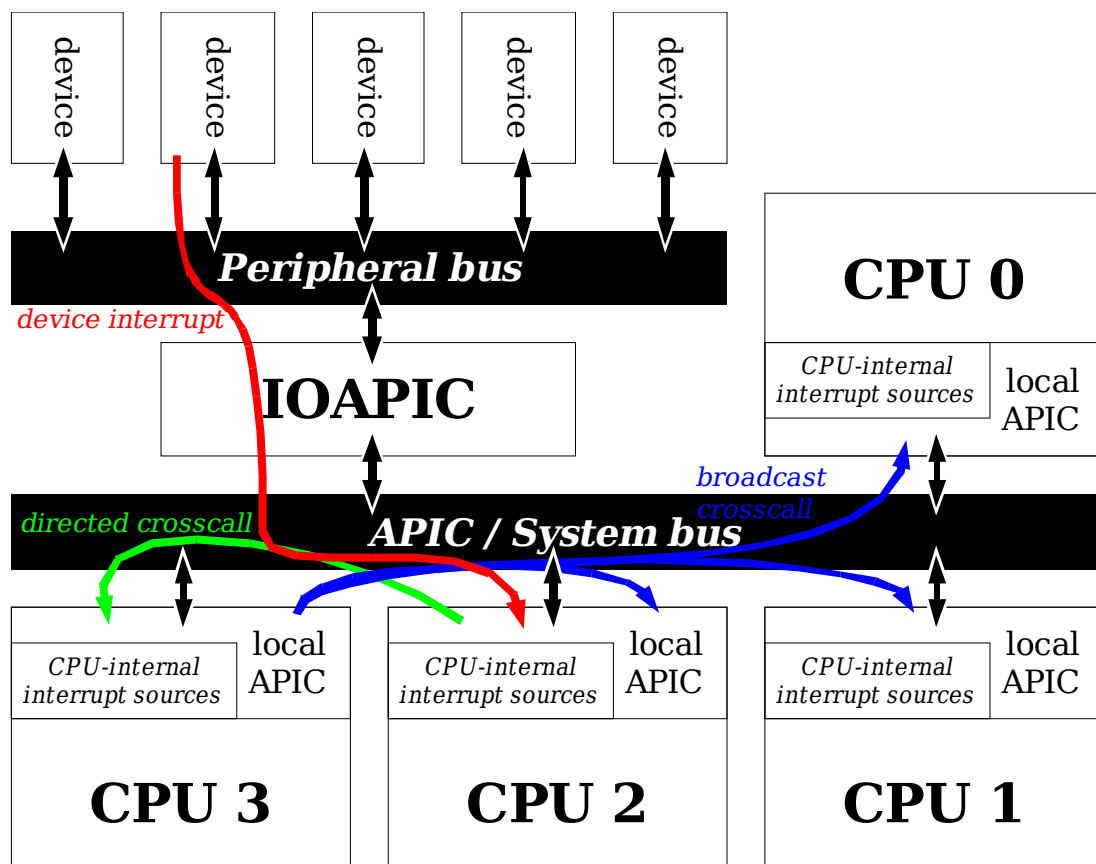 device
device
device
device
device
Peripheral bus
device interrupt
IOAPIC
CPU 0
CPU-internal
interrupt sources
local
APIC
broadcast
crosscall
directed crosscall
APIC / System bus
CPU-internal
interrupt sources
local
APIC
CPU 3
CPU-internal
interrupt sources
local
APIC
CPU 2
CPU-internal
interrupt sources
local
APIC
CPU 1